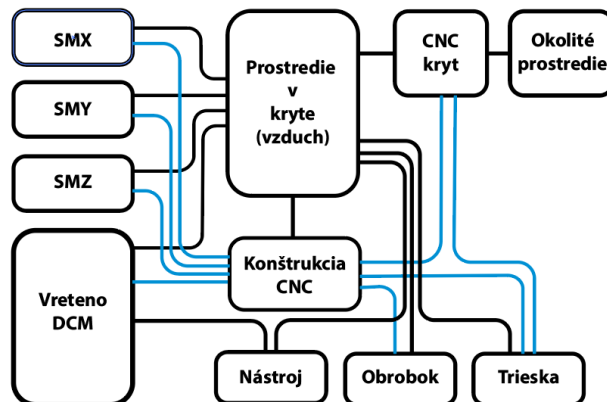 SMX
SMY
SMZ
Vreteno
DCM
Prostredie
v
kryte
(vzduch)
CNC
kryt
Okolité
prostredie
Konštrukcia
CNC
Nástroj
Obrobok
Trieska